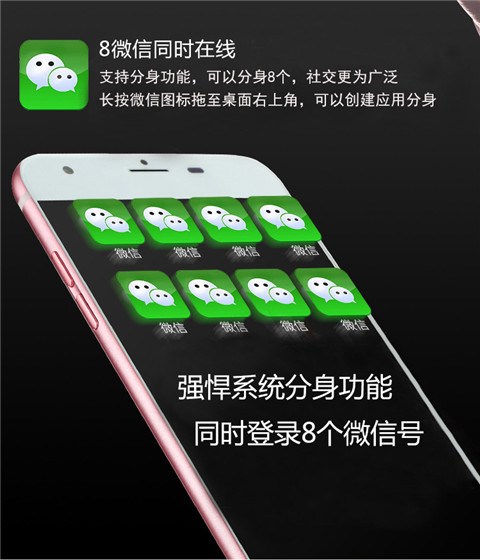 8微信同时在线
支持分身功能，可以分身8个，社交更为广泛
长按微信图标拖至桌面右上角，可以创建应用分身
微信 微信 微信 微信
微信 微信 微信 微信
强悍系统分身功能
同时登录8个微信号